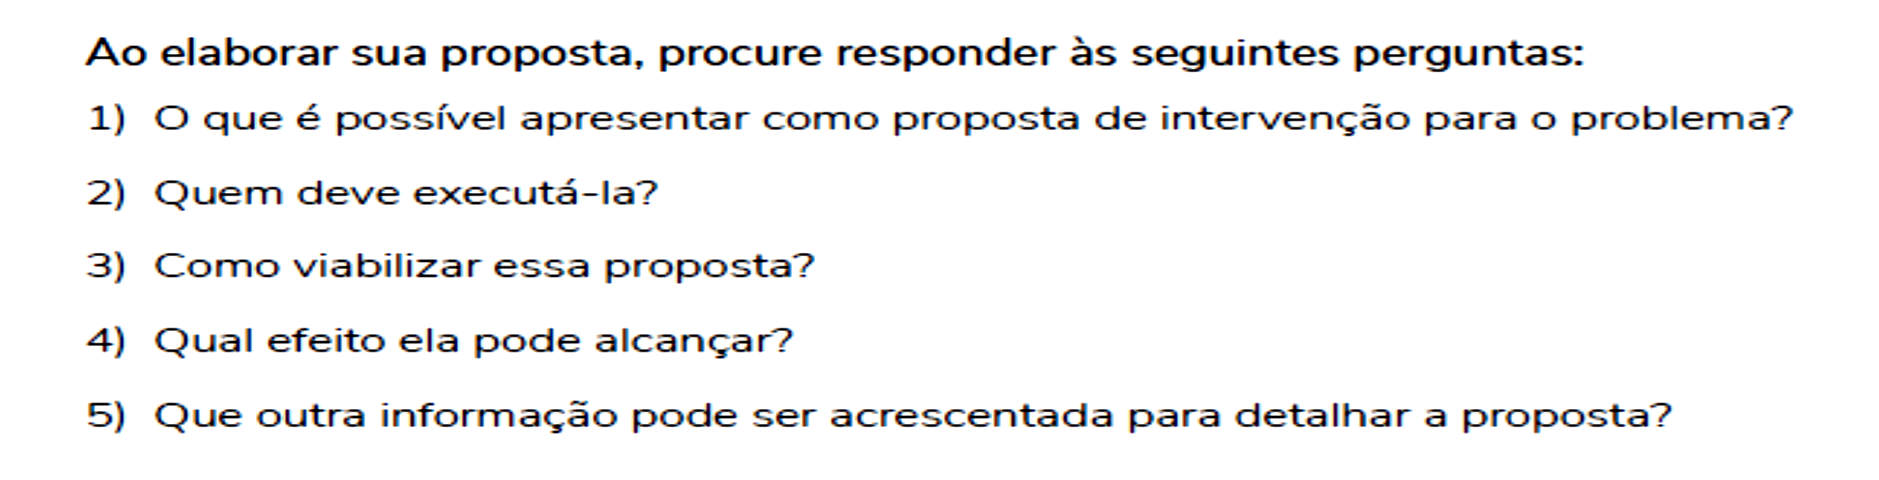 Ao elaborar sua proposta, procure responder às seguintes perguntas:
1) O que é possível apresentar como proposta de intervenção para o problema?
2) Quem deve executá-la?
3) Como viabilizar essa proposta?
4) Qual efeito ela pode alcançar?
5) Que outra informação pode ser acrescentada para detalhar a proposta?